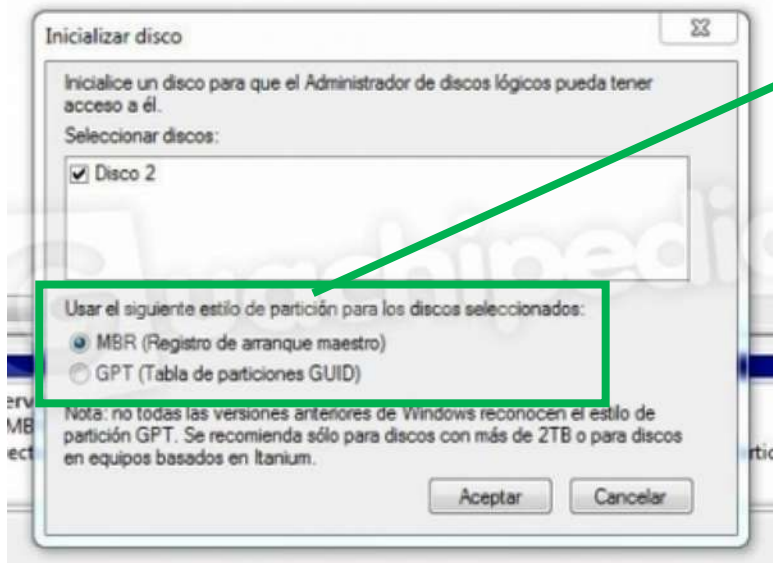 Inicializar disco
Inicialice un disco para que el Administrador de discos lógicos pueda tener
acceso a él.
Seleccionar discos:
Disco 2
Usar el siguiente estilo de partición para los discos seleccionados:
MBR (Registro de arranque maestro)
GPT (Tabla de particiones GUID)
Nota: no todas las versiones anteriores de Windows reconocen el estilo de
partición GPT. Se recomienda sólo para discos con más de 2TB o para discos
en equipos basados en Itanium.
Aceptar Cancelar